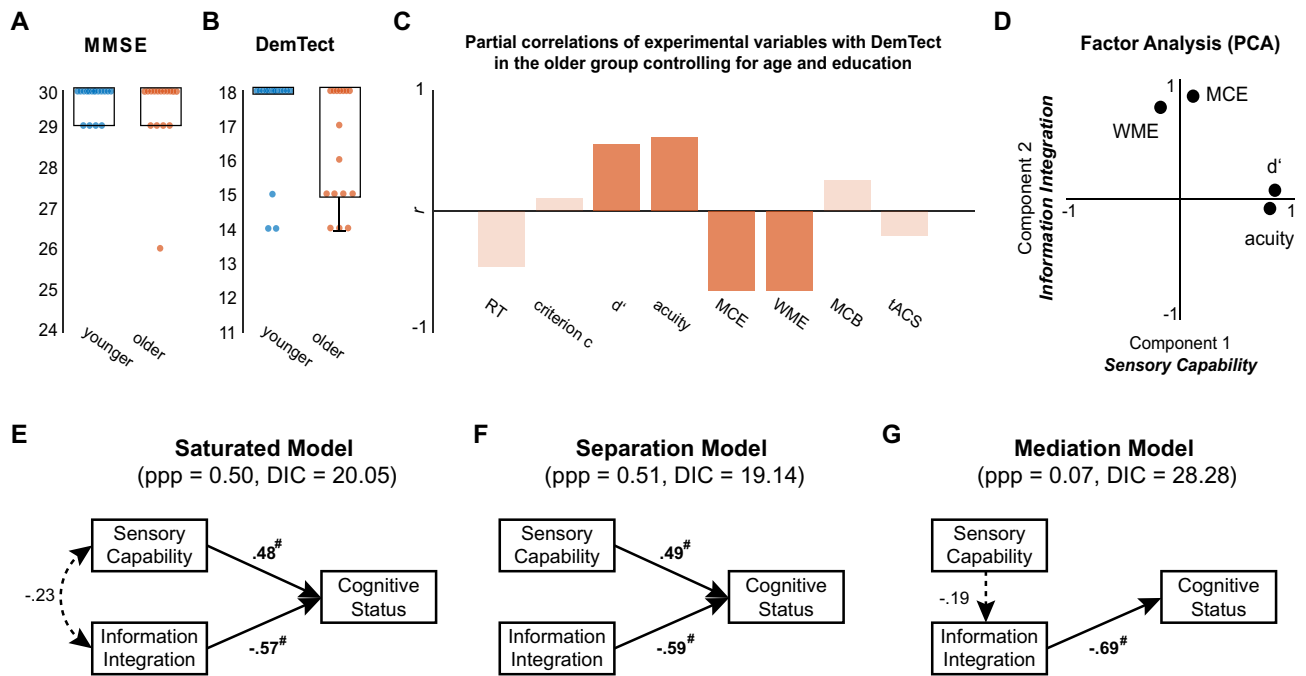 A
MMSE
30
29
28
27
26
25
24
younger
older
B
DemTect
18
17
16
15
14
13
12
11
younger
older
C
Partial correlations of experimental variables with DemTect
in the older group controlling for age and education
1
r
-1
RT
criterion c
d‘
acuity
MCE
WME
MCB
tACS
D
Factor Analysis (PCA)
1
MCE
WME
d‘
-1
1
acuity
-1
Component 2
Information Integration
Component 1
Sensory Capability
E
Saturated Model
(ppp = 0.50, DIC = 20.05)
Sensory
Capability
.48#
-.23
Cognitive
Status
Information
Integration
-.57#
F
Separation Model
(ppp = 0.51, DIC = 19.14)
Sensory
Capability
.49#
Cognitive
Status
Information
Integration
-.59#
G
Mediation Model
(ppp = 0.07, DIC = 28.28)
Sensory
Capability
-.19
Cognitive
Status
Information
Integration
-.69#